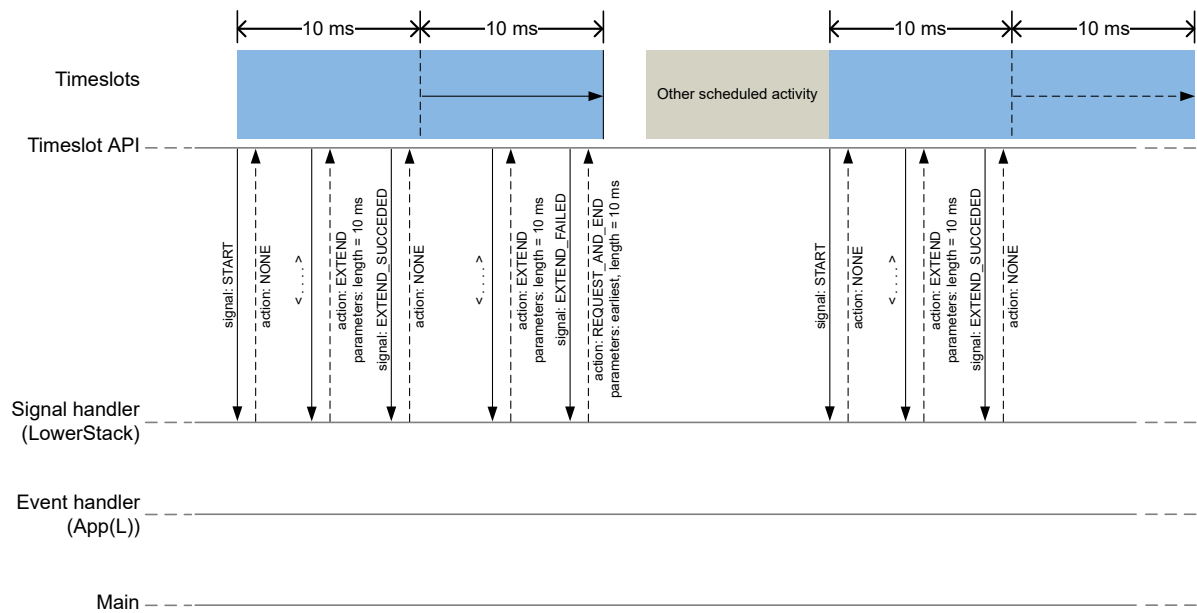 10 ms
10 ms
10 ms
10 ms
Timeslots
Other scheduled activity
Timeslot API
signal: START
action: NONE
< . . . . >
action: EXTEND
parameters: length = 10 ms
signal: EXTEND_SUCCEDED
action: NONE
< . . . . >
action: EXTEND
parameters: length = 10 ms
signal: EXTEND_FAILED
action: REQUEST_AND_END
parameters: earliest, length = 10 ms
signal: START
action: NONE
< . . . . >
action: EXTEND
parameters: length = 10 ms
signal: EXTEND_SUCCEDED
action: NONE
Signal handler
(LowerStack)
Event handler
(App(L))
Main